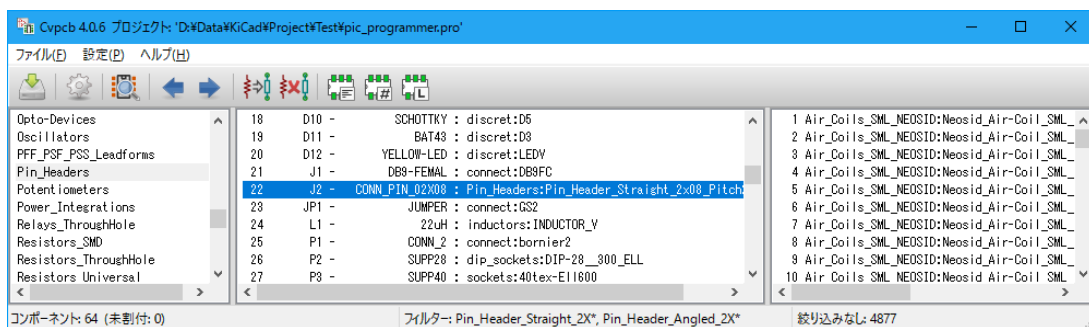 Cvpcb 4.0.6 プロジェクト: 'D:¥Data¥KiCad¥Project¥Test¥pic_programmer.pro'
ファイル(F) 設定(P) ヘルプ(H)
Opto-Devices
Oscillators
PFF_PSF_PSS_Leadforms
Pin_Headers
Potentiometers
Power_Integrations
Relays_ThroughHole
Resistors_SMD
Resistors_ThroughHole
Resistors_Universal
18 D10 - SCHOTTKY : discret:D5
19 D11 - BAT43 : discret:D3
20 D12 - YELLOW-LED : discret:LEDV
21 J1 - DB9-FEMAL : connect:DB9FC
22 J2 - CONN_PIN_02X08 : Pin_Headers:Pin_Header_Straight_2x08_Pitch
23 JP1 - JUMPER : connect:GS2
24 L1 - 22uH : inductors:INDUCTOR_V
25 P1 - CONN_2 : connect:bornier2
26 P2 - SUPP28 : dip_sockets:DIP-28__300_ELL
27 P3 - SUPP40 : sockets:40tex-Ell600
1 Air_Coils_SML_NEOSID:Neosid_Air-Coil_SML_
2 Air_Coils_SML_NEOSID:Neosid_Air-Coil_SML_
3 Air_Coils_SML_NEOSID:Neosid_Air-Coil_SML_
4 Air_Coils_SML_NEOSID:Neosid_Air-Coil_SML_
5 Air_Coils_SML_NEOSID:Neosid_Air-Coil_SML_
6 Air_Coils_SML_NEOSID:Neosid_Air-Coil_SML_
7 Air_Coils_SML_NEOSID:Neosid_Air-Coil_SML_
8 Air_Coils_SML_NEOSID:Neosid_Air-Coil_SML_
9 Air_Coils_SML_NEOSID:Neosid_Air-Coil_SML_
10 Air_Coils_SML_NEOSID:Neosid_Air-Coil_SML_
コンポーネント: 64 (未割付: 0)
フィルター: Pin_Header_Straight_2X*, Pin_Header_Angled_2X*
絞り込みなし: 4877